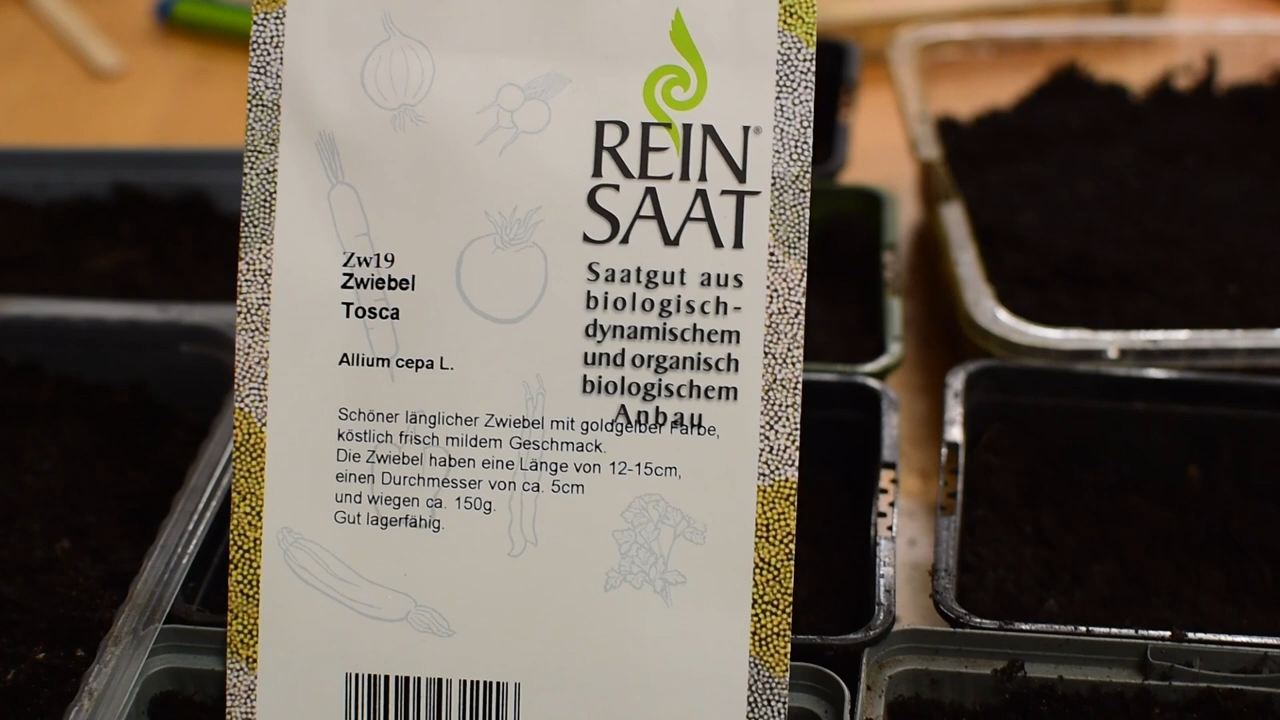 REIN®
SAAT
Saatgut aus
biologisch-
dynamischem
und organisch
biologischem
Anbau
Zw19
Zwiebel
Tosca
Allium cepa L.
Schöner länglicher Zwiebel mit goldgelber Farbe,
köstlich frisch mildem Geschmack.
Die Zwiebel haben eine Länge von 12-15cm,
einen Durchmesser von ca. 5cm
und wiegen ca. 150g.
Gut lagerfähig.